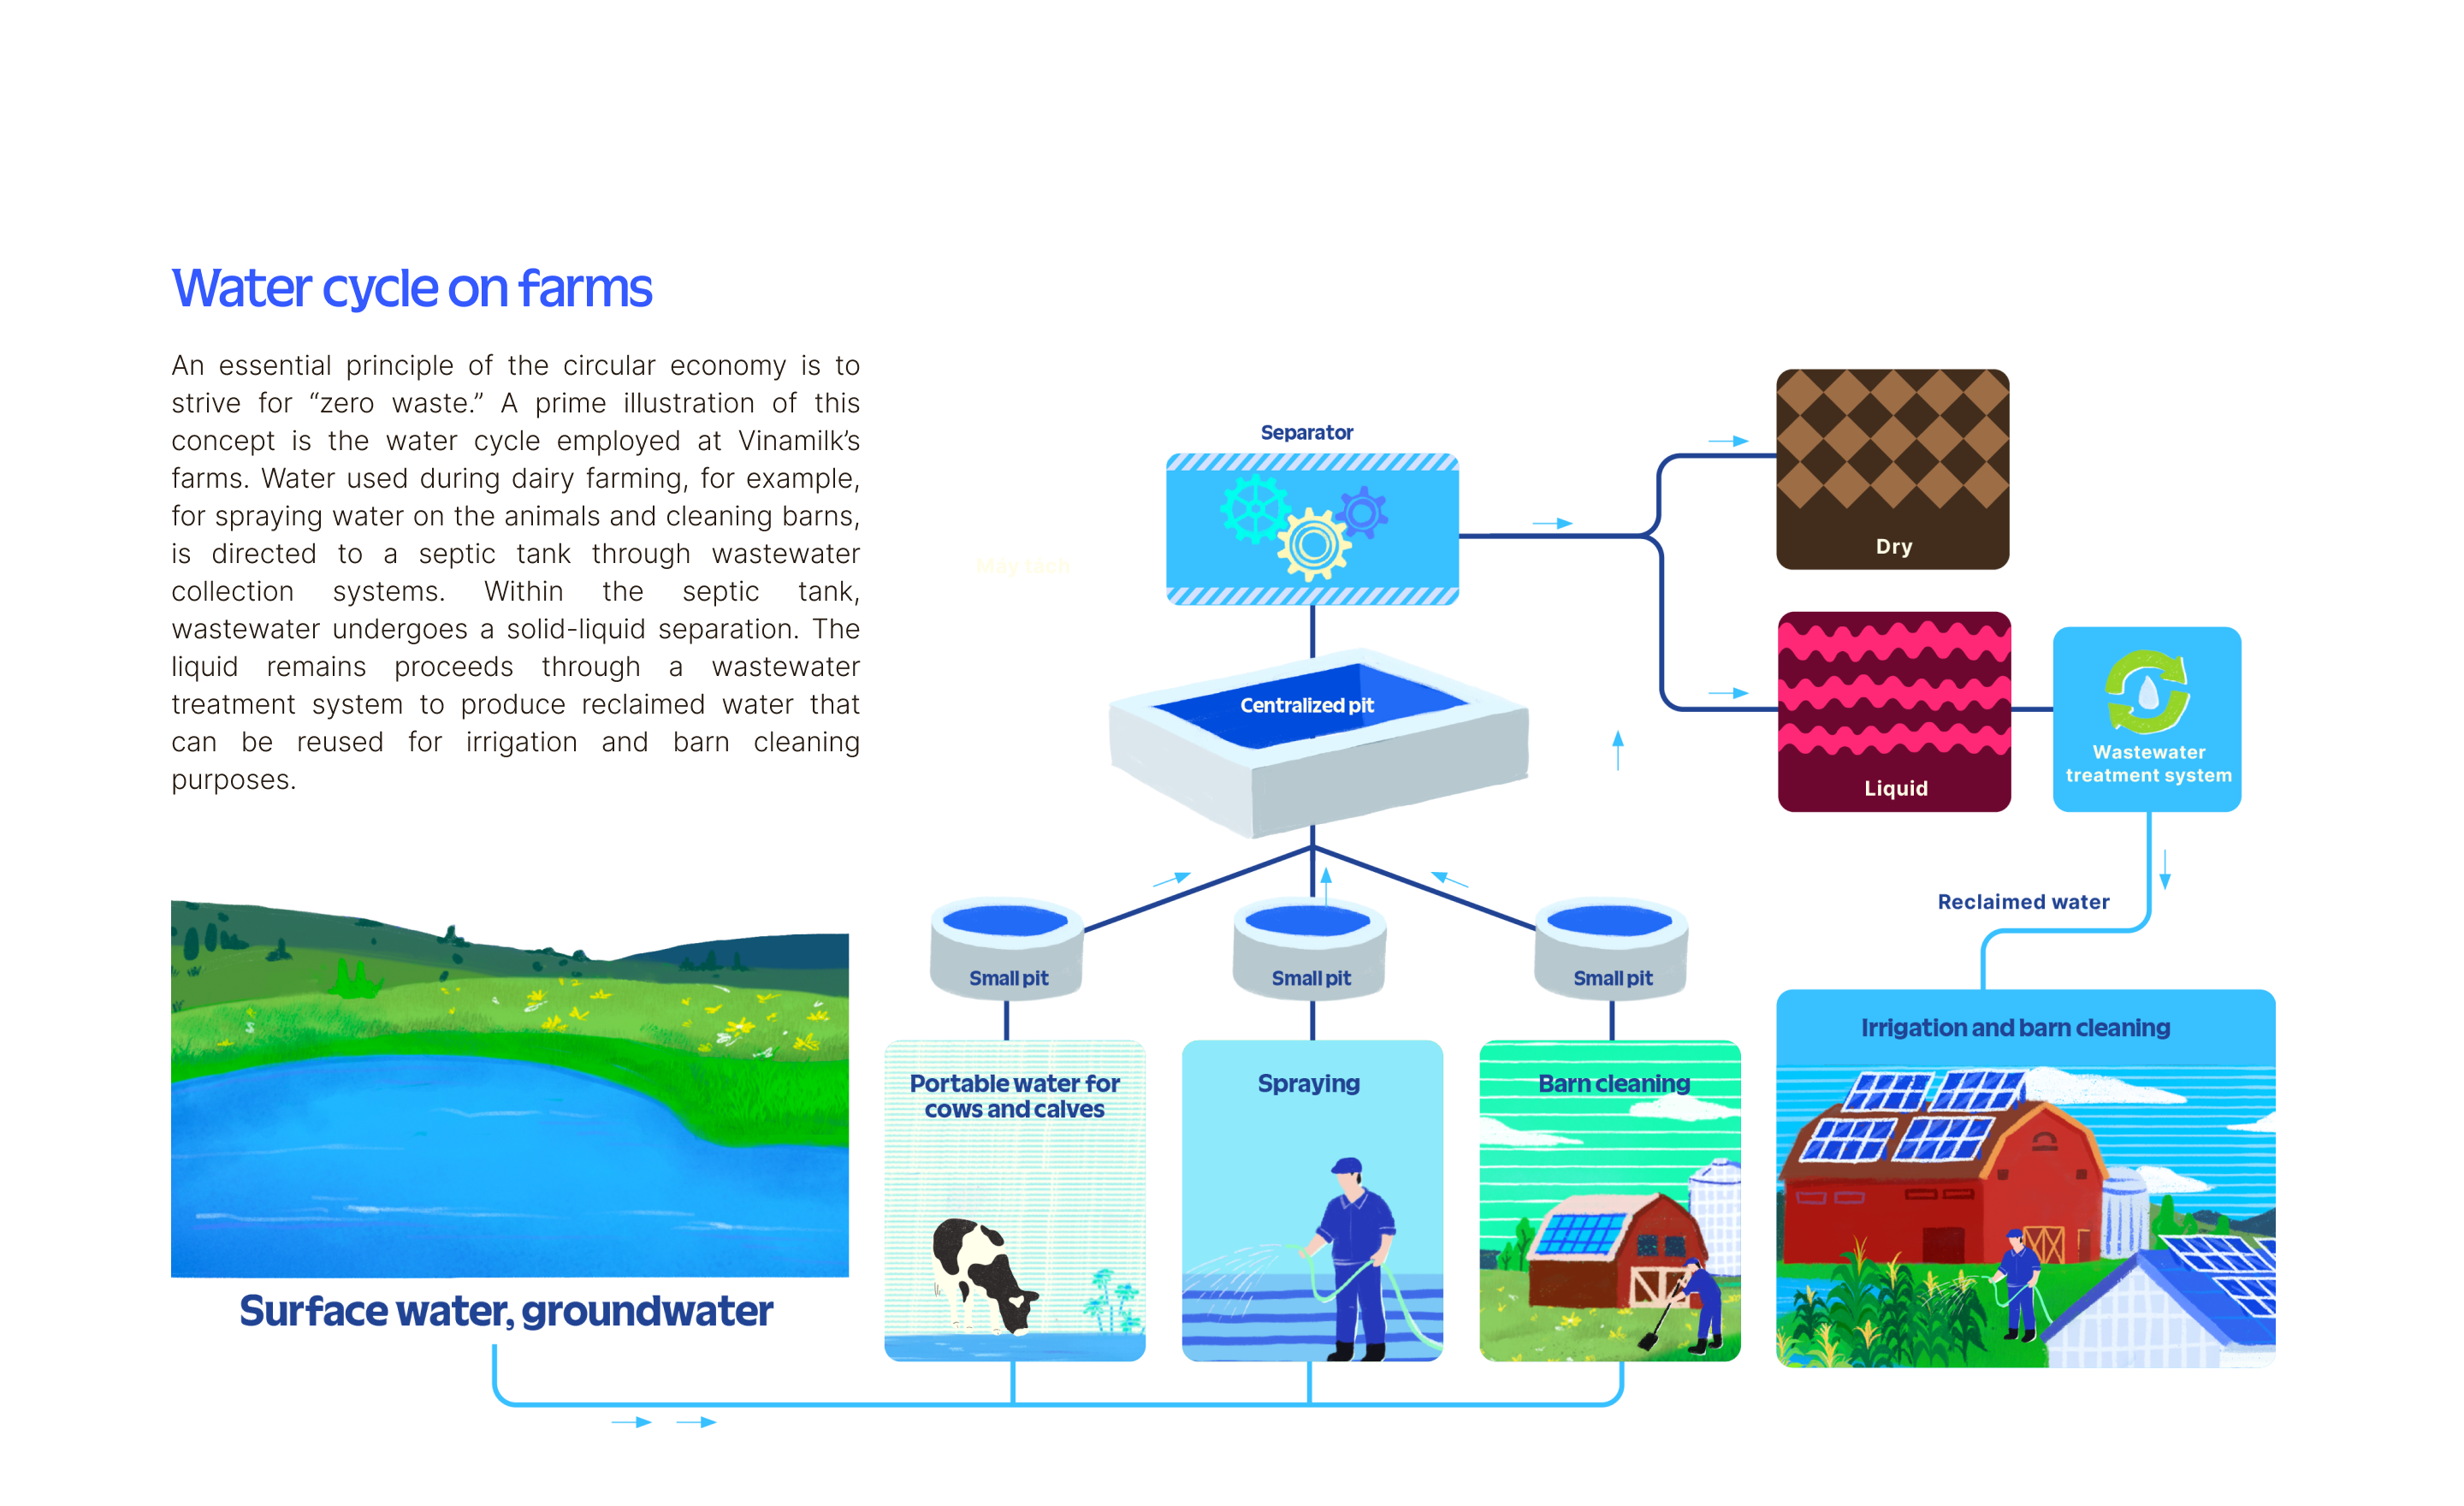 Water cycle on farms
An essential principle of the circular economy is to
strive for “zero waste.” A prime illustration of this
concept is the water cycle employed at Vinamilk’s
farms. Water used during dairy farming, for example,
for spraying water on the animals and cleaning barns,
is directed to a septic tank through wastewater
collection systems. Within the septic tank,
wastewater undergoes a solid-liquid separation. The
liquid remains proceeds through a wastewater
treatment system to produce reclaimed water that
can be reused for irrigation and barn cleaning
purposes.
Surface water, groundwater
May tach
Separator
Centralized pit
Small pit
Small pit
Small pit
Portable water for
cows and calves
Spraying
Barn cleaning
Dry
Liquid
Wastewater
treatment system
Reclaimed water
Irrigation and barn cleaning